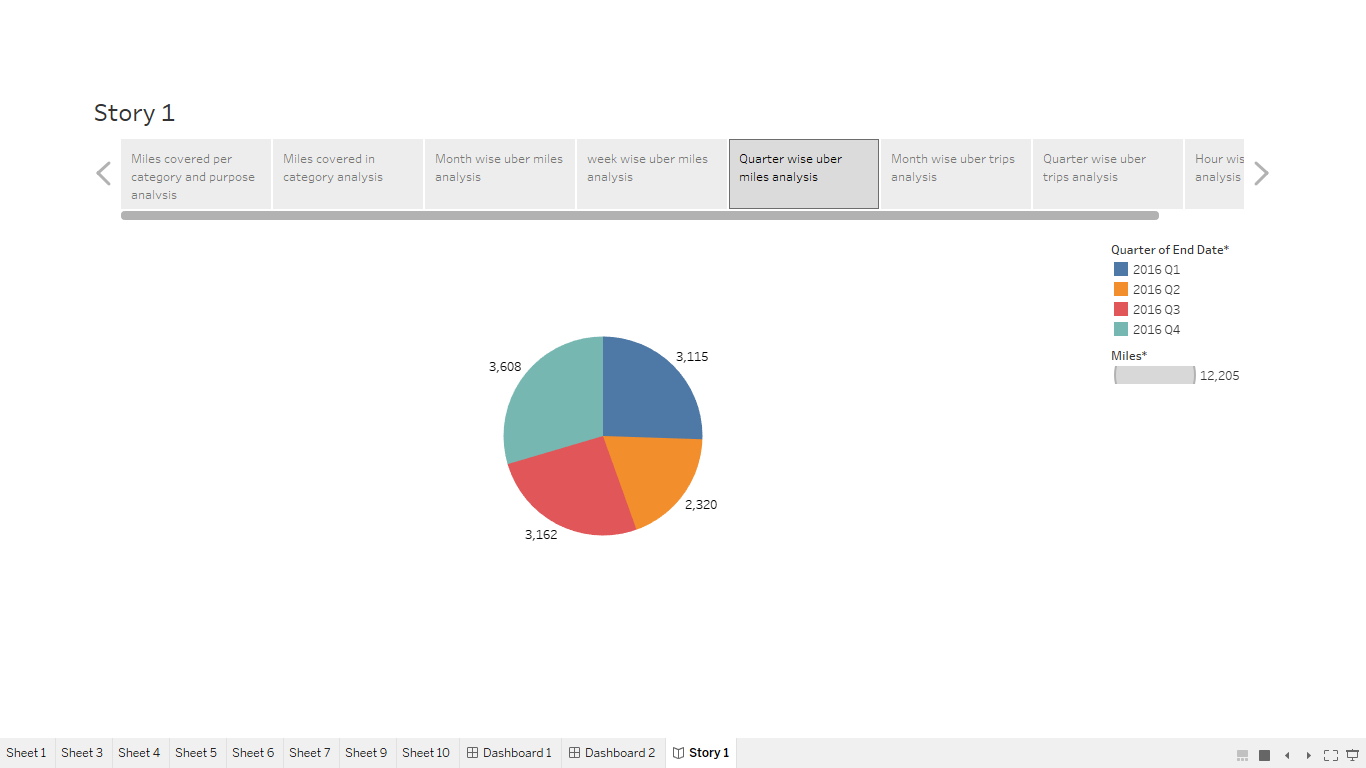 Story 1
Miles covered per
category and purpose
analysis
Miles covered in
category analysis
Month wise uber miles
analysis
week wise uber miles
analysis
Quarter wise uber
miles analysis
Month wise uber trips
analysis
Quarter wise uber
trips analysis
Hour wis
analysis
Quarter of End Date*
2016 Q1
2016 Q2
2016 Q3
2016 Q4
Miles*
12,205
3,608
3,115
2,320
3,162
Sheet 1
Sheet 3
Sheet 4
Sheet 5
Sheet 6
Sheet 7
Sheet 9
Sheet 10
Dashboard 1
Dashboard 2
Story 1